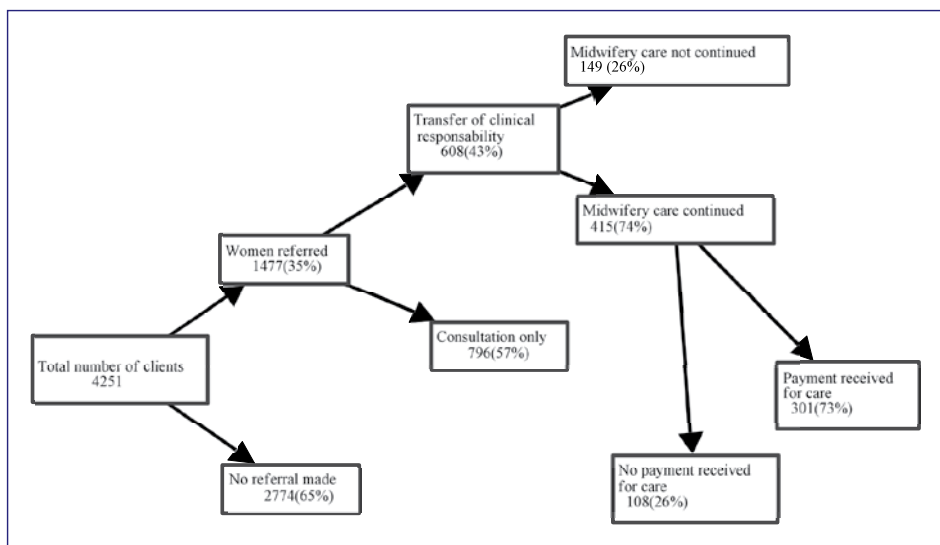 Midwifery care not continued
149 (26%)
Transfer of clinical
responsability
608(43%)
Midwifery care continued
415(74%)
Women referred
1477(35%)
Consultation only
796(57%)
Total number of clients
4251
Payment received
for care
301(73%)
No referral made
2774(65%)
No payment received
for care
108(26%)